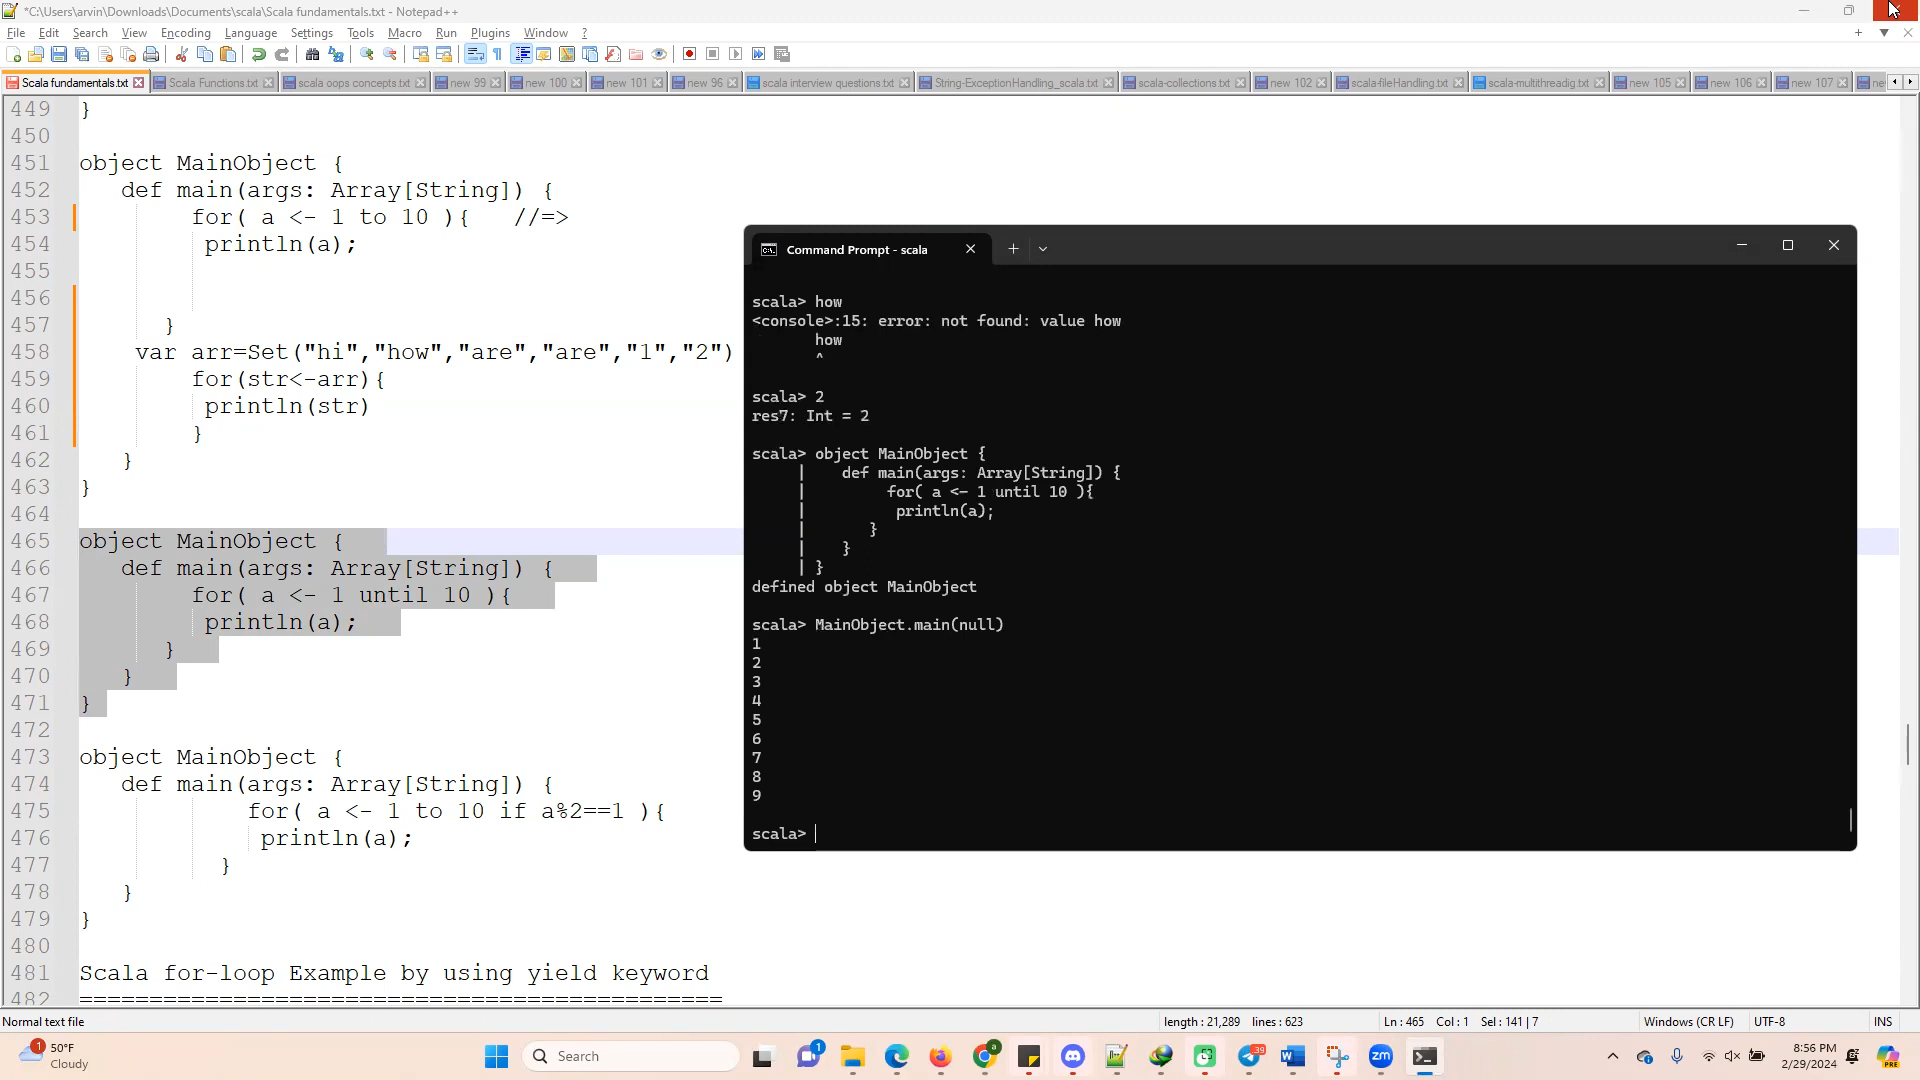 *C:\Users\arvin\Downloads\Documents\scala\Scala fundamentals.txt - Notepad++
File Edit Search View Encoding Language Settings Tools Macro Run Plugins Window ?
Scala fundamentals.txt Scala Functions.txt scala oops concepts.txt new 99 new 100 new 101 new 96 scala interview questions.txt String-ExceptionHandling_scala.txt scala-collections.txt new 102 scala-fileHandling.txt scala-multithreadig.txt new 105 new 106 new 107 ne
449 }
450
451 object MainObject {
452 def main(args: Array[String]) {
453 for( a <- 1 to 10 ){ //=>
454 println(a);
455
456
457 }
458 var arr=Set("hi","how","are","are","1","2")
459 for(str<-arr){
460 println(str)
461 }
462 }
463 }
464
465 object MainObject {
466 def main(args: Array[String]) {
467 for( a <- 1 until 10 ){
468 println(a);
469 }
470 }
471 }
472
473 object MainObject {
474 def main(args: Array[String]) {
475 for( a <- 1 to 10 if a%2==1 ){
476 println(a);
477 }
478 }
479 }
480
481 Scala for-loop Example by using yield keyword
482 ==============================================
Command Prompt - scala
scala> how
<console>:15: error: not found: value how
how
^
scala> 2
res7: Int = 2
scala> object MainObject {
| def main(args: Array[String]) {
| for( a <- 1 until 10 ){
| println(a);
| }
| }
| }
defined object MainObject
scala> MainObject.main(null)
1
2
3
4
5
6
7
8
9
scala>
Normal text file length : 21,289 lines : 623 Ln : 465 Col : 1 Sel : 141 | 7 Windows (CR LF) UTF-8 INS
1 50°F
Cloudy
Search
1
a
39
zm
8:56 PM
2/29/2024
PRE